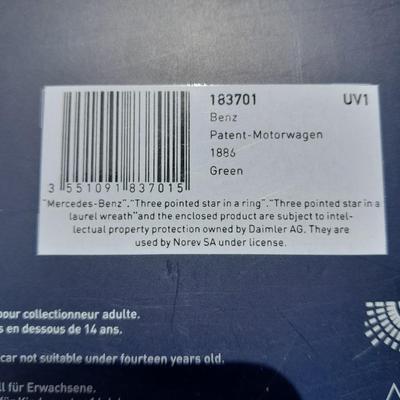 183701 UV1
Benz
Patent-Motorwagen
1886
Green
3 551091 837015
"Mercedes-Benz", "Three pointed star in a ring", "Three pointed star in a
laurel wreath" and the enclosed product are subject to intel-
lectual property protection owned by Daimler AG. They are
used by Norev SA under license.
pour collectionneur adulte.
s en dessous de 14 ans.
car not suitable under fourteen years old.
ll für Erwachsene.